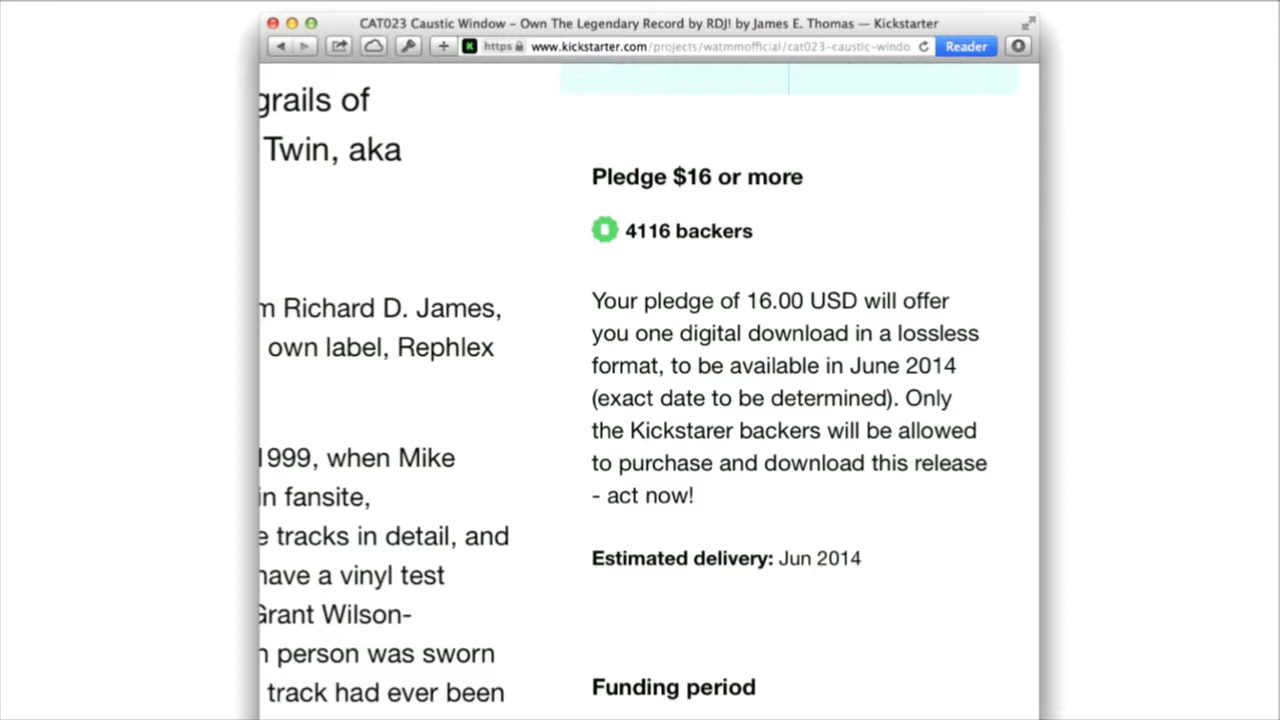 CAT023 Caustic Window – Own The Legendary Record by RDJ! by James E. Thomas — Kickstarter
https www.kickstarter.com/projects/watmmofficial/cat023-caustic-windo
Reader
grails of
Twin, aka
m Richard D. James,
own label, Rephlex
1999, when Mike
in fansite,
e tracks in detail, and
have a vinyl test
Grant Wilson-
n person was sworn
track had ever been
Pledge $16 or more
4116 backers
Your pledge of 16.00 USD will offer
you one digital download in a lossless
format, to be available in June 2014
(exact date to be determined). Only
the Kickstarer backers will be allowed
to purchase and download this release
- act now!
Estimated delivery: Jun 2014
Funding period